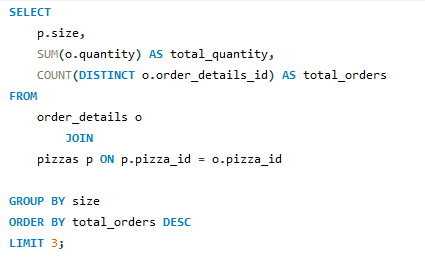 SELECT
    p.size,
    SUM(o.quantity) AS total_quantity,
    COUNT(DISTINCT o.order_details_id) AS total_orders
FROM
    order_details o
        JOIN
    pizzas p ON p.pizza_id = o.pizza_id
GROUP BY size
ORDER BY total_orders DESC
LIMIT 3;